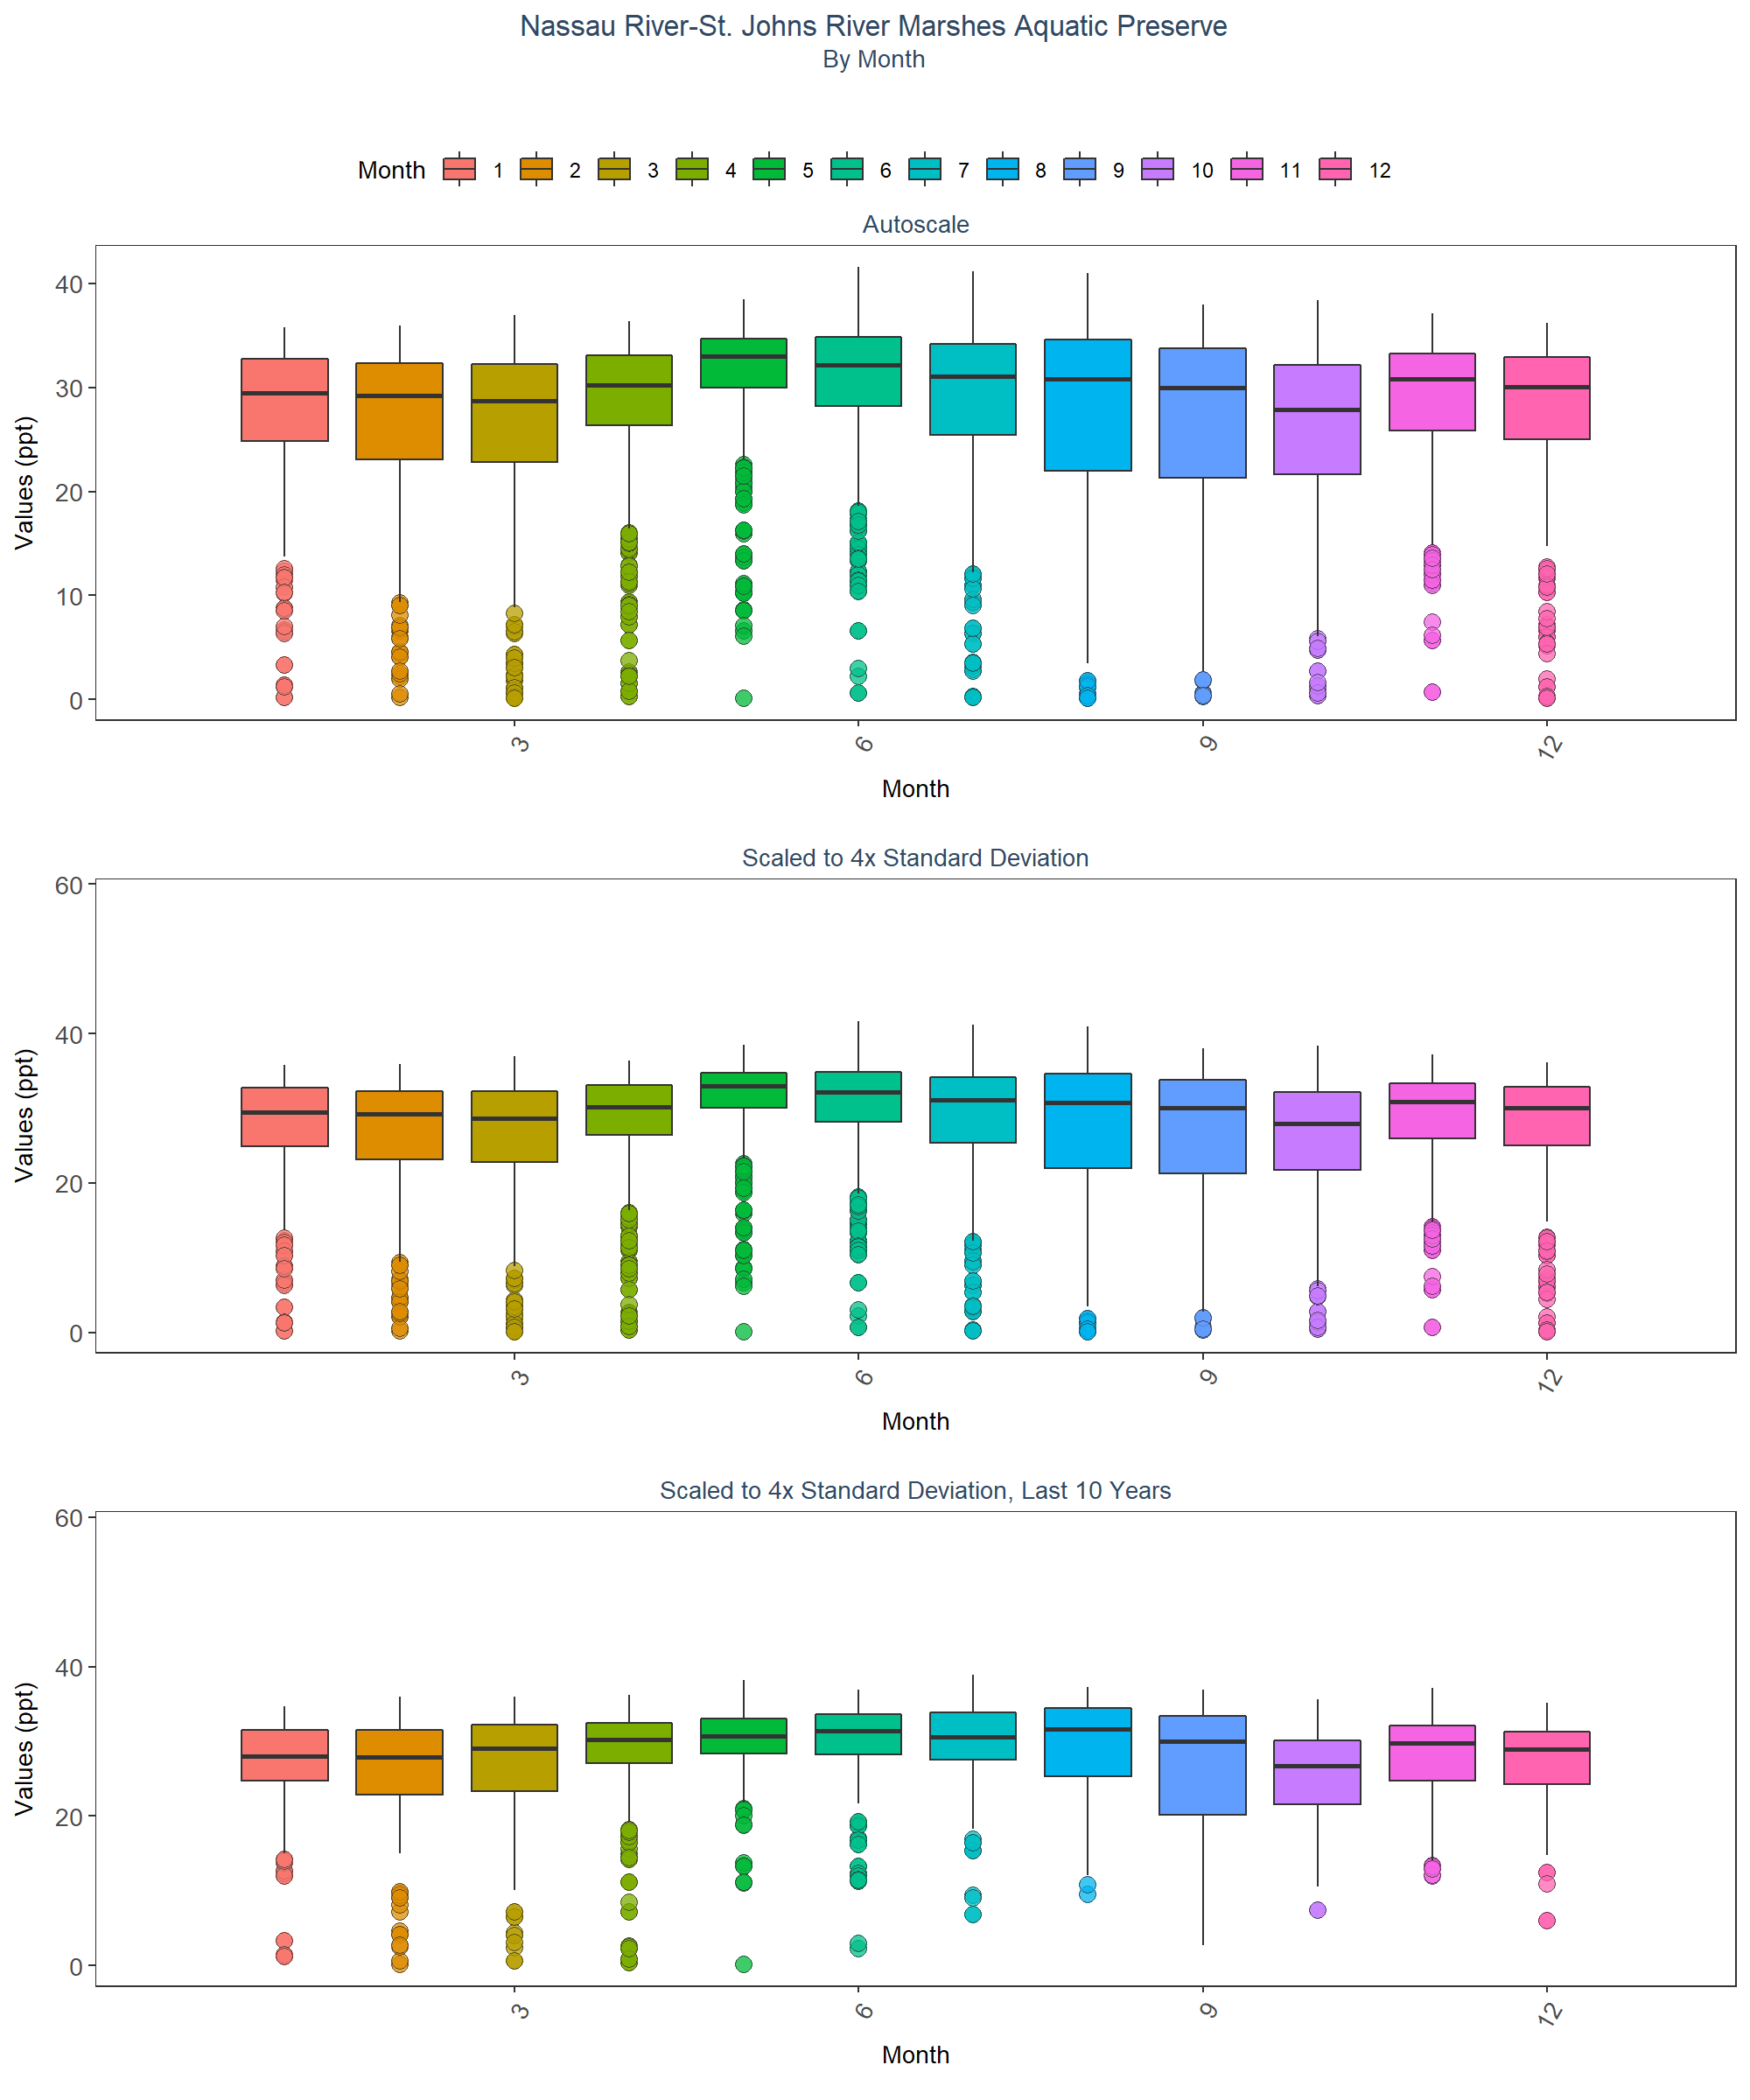 Nassau River-St. Johns River Marshes Aquatic Preserve
By Month
Month 1 2 3 4 5 6 7 8 9 10 11 12
Autoscale
Values (ppt)
40
30
20
10
0
3 6 9 12
Month
Scaled to 4x Standard Deviation
Values (ppt)
60
40
20
0
3 6 9 12
Month
Scaled to 4x Standard Deviation, Last 10 Years
Values (ppt)
60
40
20
0
3 6 9 12
Month